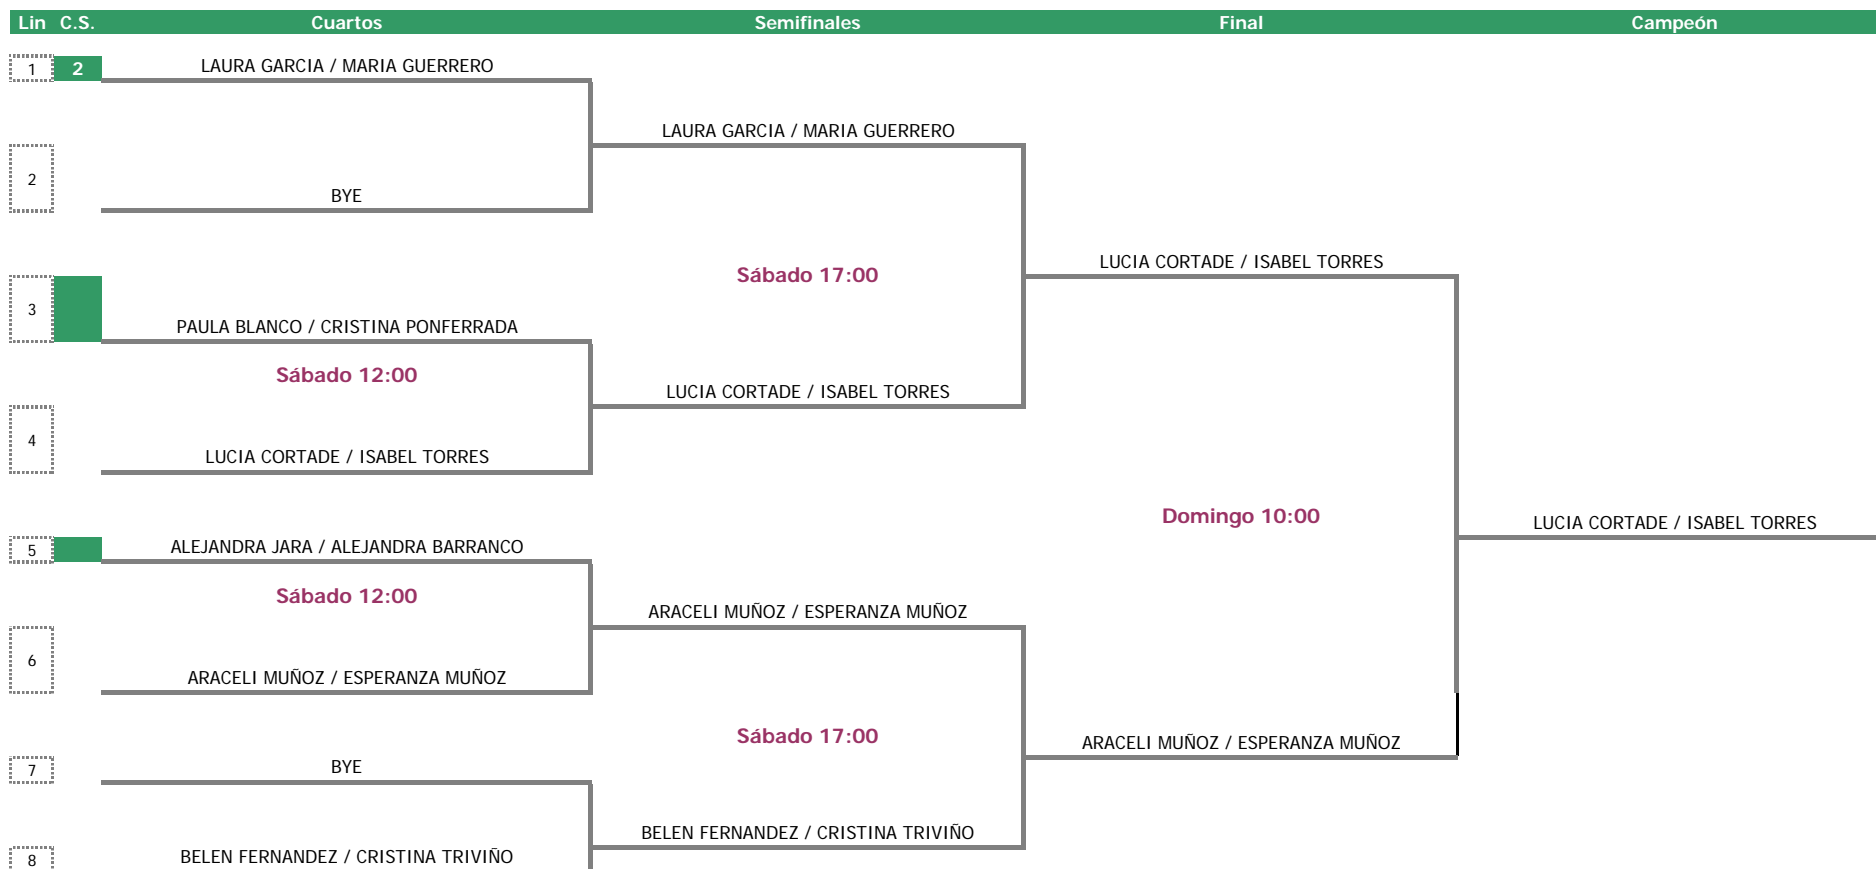 Lin C.S. Cuartos Semifinales Final Campeón
1 2 LAURA GARCIA / MARIA GUERRERO
LAURA GARCIA / MARIA GUERRERO
2
BYE
LUCIA CORTADE / ISABEL TORRES
Sábado 17:00
3
PAULA BLANCO / CRISTINA PONFERRADA
Sábado 12:00
LUCIA CORTADE / ISABEL TORRES
4
LUCIA CORTADE / ISABEL TORRES
Domingo 10:00
LUCIA CORTADE / ISABEL TORRES
5 ALEJANDRA JARA / ALEJANDRA BARRANCO
Sábado 12:00
ARACELI MUÑOZ / ESPERANZA MUÑOZ
6
ARACELI MUÑOZ / ESPERANZA MUÑOZ
Sábado 17:00
ARACELI MUÑOZ / ESPERANZA MUÑOZ
7 BYE
BELEN FERNANDEZ / CRISTINA TRIVIÑO
8 BELEN FERNANDEZ / CRISTINA TRIVIÑO